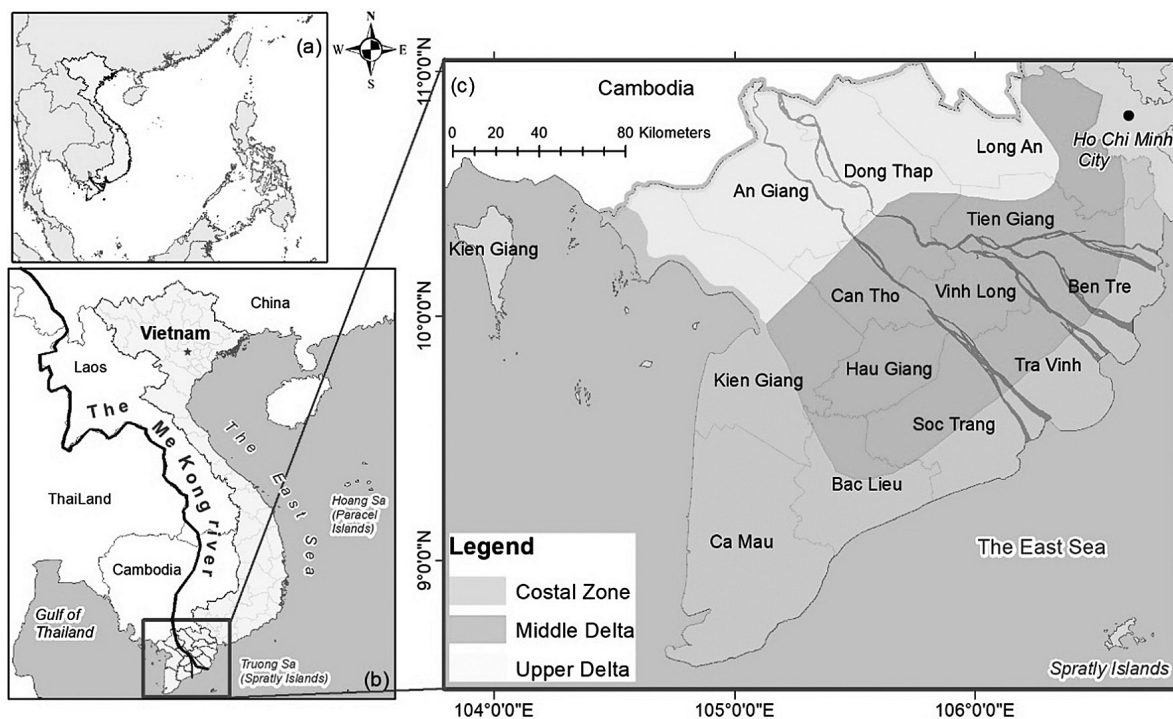 (a)
N
W
E
S
China
Vietnam
Laos
The Me Kong river
The East Sea
ThaiLand
Hoang Sa
(Paracel
Islands)
Cambodia
Gulf of
Thailand
Truong Sa
(Spratly Islands)
(b)
(c)
Cambodia
0 20 40 80 Kilometers
Ho Chi Minh
City
Long An
Dong Thap
An Giang
Tien Giang
Kien Giang
Can Tho
Vinh Long
Ben Tre
Kien Giang
Hau Giang
Tra Vinh
Soc Trang
Bac Lieu
Ca Mau
The East Sea
Spratly Islands
Legend
Costal Zone
Middle Delta
Upper Delta
11°0'0"N
10°0'0"N
9°0'0"N
104°0'0"E
105°0'0"E
106°0'0"E